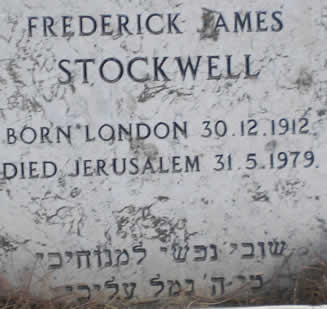 FREDERICK JAMES
STOCKWELL
BORN LONDON 30.12.1912.
DIED JERUSALEM 31.5.1979.
שובי נפשי למנוחיכי
כי-ה' גמל עליכי